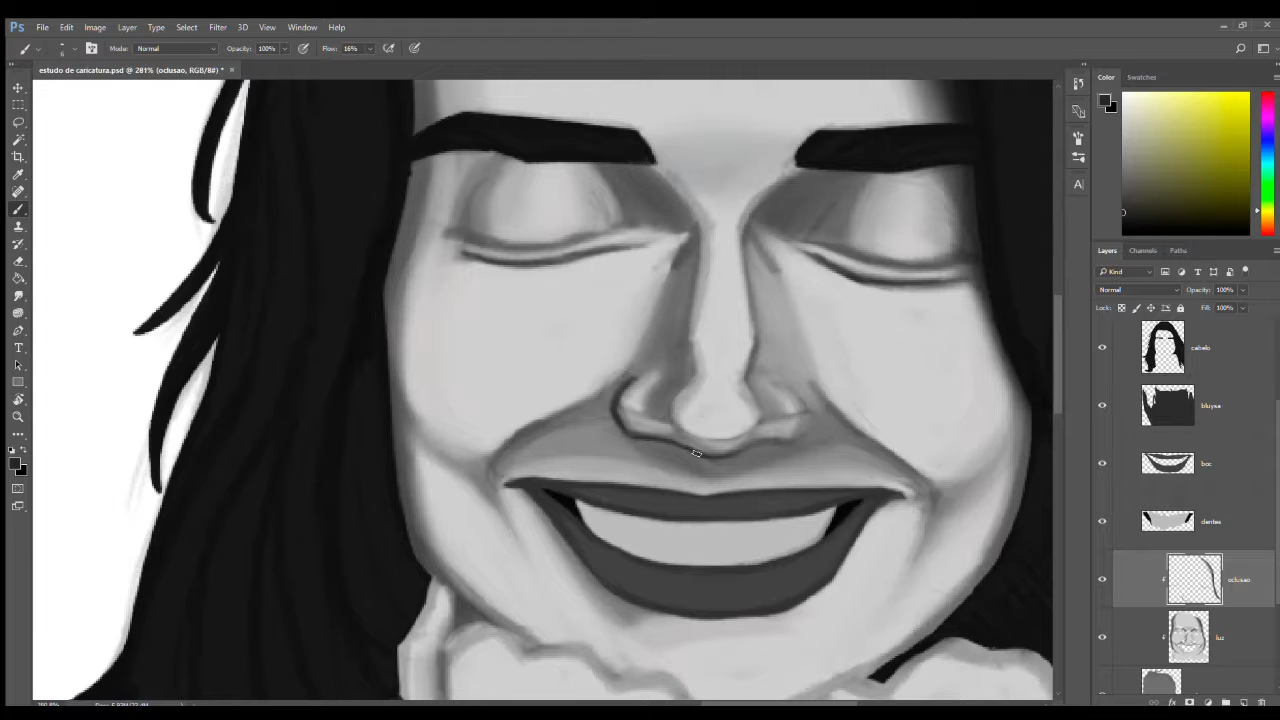 Ps File Edit Image Layer Type Select Filter 3D View Window Help
6 Mode: Normal Opacity: 100% Flow: 16%
estudo de caricatura.psd @ 281% (oclusao, RGB/8#) * ×
Color Swatches
Layers Channels Paths
Kind
Normal Opacity: 100%
Lock: Fill: 100%
cabelo
bluysa
boc
dentes
oclusao
luz